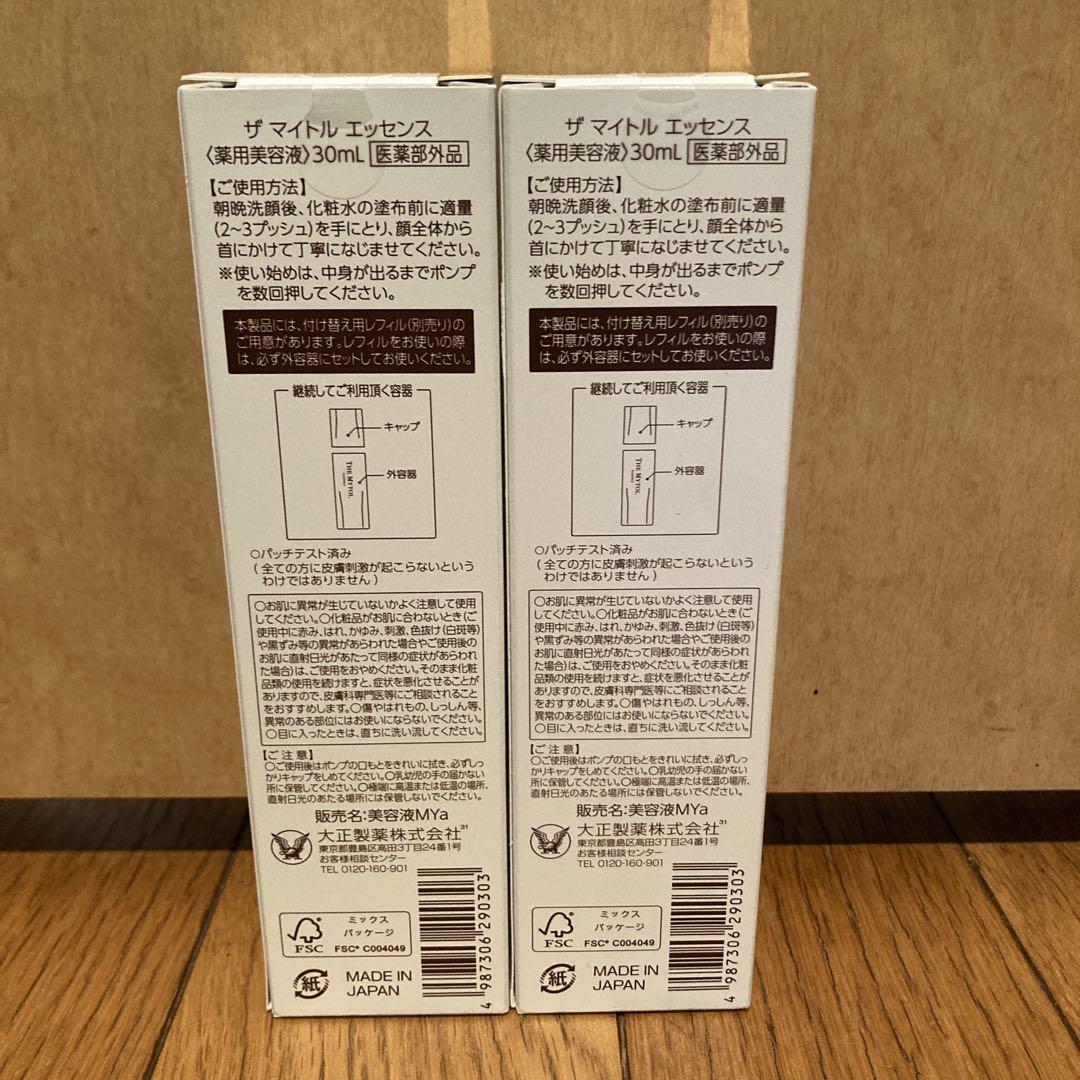 ザ マイトル エッセンス
〈薬用美容液〉30mL 医薬部外品
【ご使用方法】
朝晩洗顔後、化粧水の塗布前に適量
(2~3プッシュ)を手にとり、顔全体から
首にかけて丁寧になじませてください。
※使い始めは、中身が出るまでポンプ
を数回押してください。
本製品には、付け替え用レフィル(別売り)の
ご用意があります。レフィルをお使いの際
は、必ず外容器にセットしてお使いください。
継続してご利用頂く容器
キャップ
外容器
THE MYTOL
○パッチテスト済み
(全ての方に皮膚刺激が起こらないという
わけではありません)
○お肌に異常が生じていないかよく注意して使用
してください。○化粧品がお肌に合わないとき(ご
使用中に赤み、はれ、かゆみ、刺激、色抜け(白斑等)
や黒ずみ等の異常があらわれた場合やご使用後の
お肌に直射日光があたって同様の症状があらわれ
た場合)は、ご使用をおやめください。そのまま化粧
品類の使用を続けますと、症状を悪化させることが
ありますので、皮膚科専門医等にご相談されること
をおすすめします。○傷やはれもの、しっしん等、
異常のある部位にはお使いにならないでください。
○目に入ったときは、直ちに洗い流してください。
【ご注意】
○ご使用後はポンプの口もとをきれいに拭き、必ずしっ
かりキャップをしめてください。○乳幼児の手の届かない
所に保管してください。○極端に高温または低温の場所、
直射日光のあたる場所には保管しないでください。
販売名:美容液MYa
大正製薬株式会社 31
東京都豊島区高田3丁目24番1号
お客様相談センター
TEL 0120-160-901
FSC
ミックス
パッケージ
FSC® C004049
紙
MADE IN
JAPAN
4 987306 290303
ザ マイトル エッセンス
〈薬用美容液〉30mL 医薬部外品
【ご使用方法】
朝晩洗顔後、化粧水の塗布前に適量
(2~3プッシュ)を手にとり、顔全体から
首にかけて丁寧になじませてください。
※使い始めは、中身が出るまでポンプ
を数回押してください。
本製品には、付け替え用レフィル(別売り)の
ご用意があります。レフィルをお使いの際
は、必ず外容器にセットしてお使いください。
継続してご利用頂く容器
キャップ
外容器
THE MYTOL
○パッチテスト済み
(全ての方に皮膚刺激が起こらないという
わけではありません)
○お肌に異常が生じていないかよく注意して使用
してください。○化粧品がお肌に合わないとき(ご
使用中に赤み、はれ、かゆみ、刺激、色抜け(白斑等)
や黒ずみ等の異常があらわれた場合やご使用後の
お肌に直射日光があたって同様の症状があらわれ
た場合)は、ご使用をおやめください。そのまま化粧
品類の使用を続けますと、症状を悪化させることが
ありますので、皮膚科専門医等にご相談されること
をおすすめします。○傷やはれもの、しっしん等、
異常のある部位にはお使いにならないでください。
○目に入ったときは、直ちに洗い流してください。
【ご注意】
○ご使用後はポンプの口もとをきれいに拭き、必ずしっ
かりキャップをしめてください。○乳幼児の手の届かない
所に保管してください。○極端に高温または低温の場所、
直射日光のあたる場所には保管しないでください。
販売名:美容液MYa
大正製薬株式会社 31
東京都豊島区高田3丁目24番1号
お客様相談センター
TEL 0120-160-901
FSC
ミックス
パッケージ
FSC® C004049
紙
MADE IN
JAPAN
4 987306 290303